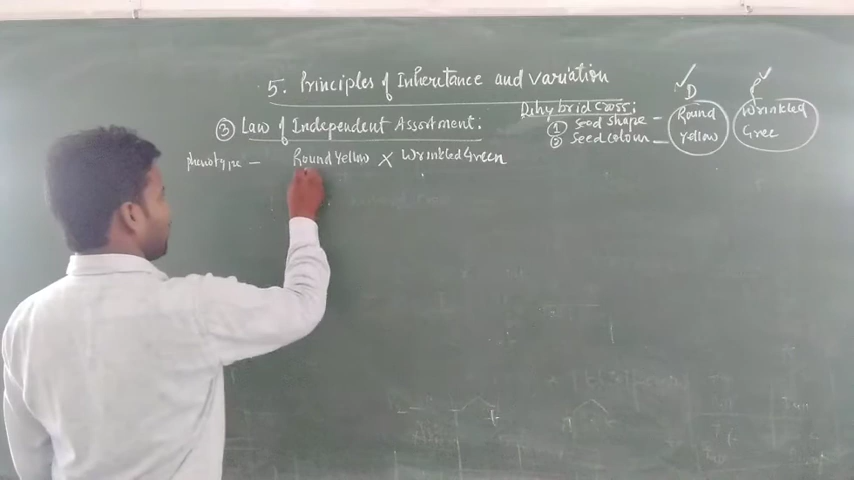 5. Principles of Inheretance and variation
③ Law of Independent Assortment:
Dihybrid Cross:
① Seed shape -
② Seed colour -
D
Round
Yellow
Wrinkled
Gree
phenotype - Round Yellow X Wrinkled Green